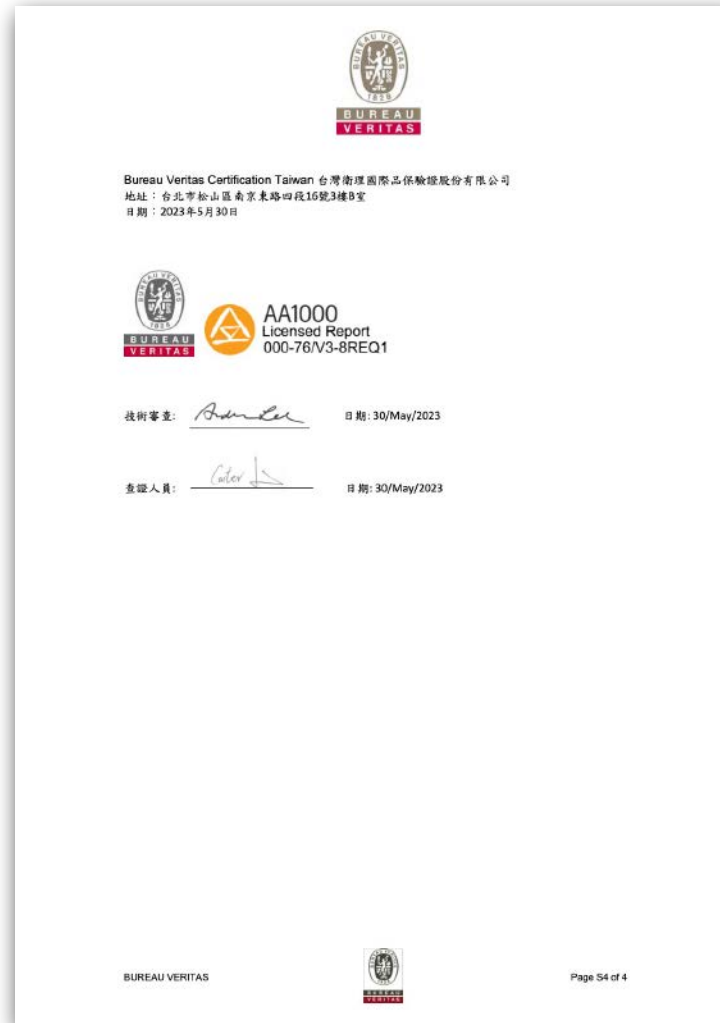 BUREAU VERITAS
1828
BUREAU
VERITAS
Bureau Veritas Certification Taiwan 台灣衛理國際品保驗證股份有限公司
地址：台北市松山區南京東路四段16號3樓B室
日期：2023年5月30日
BUREAU VERITAS
1828
BUREAU
VERITAS
AA1000
Licensed Report
000-76/V3-8REQ1
技術審查:
日期: 30/May/2023
查證人員:
日期: 30/May/2023
BUREAU VERITAS
BUREAU
VERITAS
Page S4 of 4